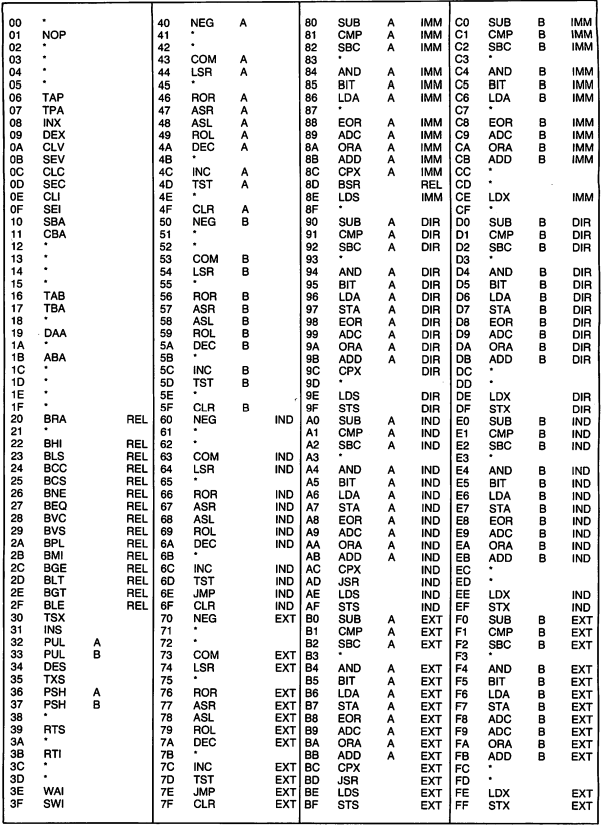 00 *
01 NOP
02 *
03 *
04 *
05 *
06 TAP
07 TPA
08 INX
09 DEX
0A CLV
0B SEV
0C CLC
0D SEC
0E CLI
0F SEI
10 SBA
11 CBA
12 *
13 *
14 *
15 *
16 TAB
17 TBA
18 *
19 DAA
1A *
1B ABA
1C *
1D *
1E *
1F *
20 BRA REL
21 *
22 BHI REL
23 BLS REL
24 BCC REL
25 BCS REL
26 BNE REL
27 BEQ REL
28 BVC REL
29 BVS REL
2A BPL REL
2B BMI REL
2C BGE REL
2D BLT REL
2E BGT REL
2F BLE REL
30 TSX
31 INS
32 PUL A
33 PUL B
34 DES
35 TXS
36 PSH A
37 PSH B
38 *
39 RTS
3A *
3B RTI
3C *
3D *
3E WAI
3F SWI
40 NEG A
41 *
42 *
43 COM A
44 LSR A
45 *
46 ROR A
47 ASR A
48 ASL A
49 ROL A
4A DEC A
4B *
4C INC A
4D TST A
4E *
4F CLR A
50 NEG B
51 *
52 *
53 COM B
54 LSR B
55 *
56 ROR B
57 ASR B
58 ASL B
59 ROL B
5A DEC B
5B *
5C INC B
5D TST B
5E *
5F CLR B
60 NEG IND
61 *
62 *
63 COM IND
64 LSR IND
65 *
66 ROR IND
67 ASR IND
68 ASL IND
69 ROL IND
6A DEC IND
6B *
6C INC IND
6D TST IND
6E JMP IND
6F CLR IND
70 NEG EXT
71 *
72 *
73 COM EXT
74 LSR EXT
75 *
76 ROR EXT
77 ASR EXT
78 ASL EXT
79 ROL EXT
7A DEC EXT
7B *
7C INC EXT
7D TST EXT
7E JMP EXT
7F CLR EXT
80 SUB A IMM
81 CMP A IMM
82 SBC A IMM
83 *
84 AND A IMM
85 BIT A IMM
86 LDA A IMM
87 *
88 EOR A IMM
89 ADC A IMM
8A ORA A IMM
8B ADD A IMM
8C CPX A IMM
8D BSR REL
8E LDS IMM
8F *
90 SUB A DIR
91 CMP A DIR
92 SBC A DIR
93 *
94 AND A DIR
95 BIT A DIR
96 LDA A DIR
97 STA A DIR
98 EOR A DIR
99 ADC A DIR
9A ORA A DIR
9B ADD A DIR
9C CPX DIR
9D *
9E LDS DIR
9F STS DIR
A0 SUB A IND
A1 CMP A IND
A2 SBC A IND
A3 *
A4 AND A IND
A5 BIT A IND
A6 LDA A IND
A7 STA A IND
A8 EOR A IND
A9 ADC A IND
AA ORA A IND
AB ADD A IND
AC CPX IND
AD JSR IND
AE LDS IND
AF STS IND
B0 SUB A EXT
B1 CMP A EXT
B2 SBC A EXT
B3 *
B4 AND A EXT
B5 BIT A EXT
B6 LDA A EXT
B7 STA A EXT
B8 EOR A EXT
B9 ADC A EXT
BA ORA A EXT
BB ADD A EXT
BC CPX EXT
BD JSR EXT
BE LDS EXT
BF STS EXT
C0 SUB B IMM
C1 CMP B IMM
C2 SBC B IMM
C3 *
C4 AND B IMM
C5 BIT B IMM
C6 LDA B IMM
C7 *
C8 EOR B IMM
C9 ADC B IMM
CA ORA B IMM
CB ADD B IMM
CC *
CD *
CE LDX IMM
CF *
D0 SUB B DIR
D1 CMP B DIR
D2 SBC B DIR
D3 *
D4 AND B DIR
D5 BIT B DIR
D6 LDA B DIR
D7 STA B DIR
D8 EOR B DIR
D9 ADC B DIR
DA ORA B DIR
DB ADD B DIR
DC *
DD *
DE LDX DIR
DF STX DIR
E0 SUB B IND
E1 CMP B IND
E2 SBC B IND
E3 *
E4 AND B IND
E5 BIT B IND
E6 LDA B IND
E7 STA B IND
E8 EOR B IND
E9 ADC B IND
EA ORA B IND
EB ADD B IND
EC *
ED *
EE LDX IND
EF STX IND
F0 SUB B EXT
F1 CMP B EXT
F2 SBC B EXT
F3 *
F4 AND B EXT
F5 BIT B EXT
F6 LDA B EXT
F7 STA B EXT
F8 ADC B EXT
F9 ADC B EXT
FA ORA B EXT
FB ADD B EXT
FC *
FD *
FE LDX EXT
FF STX EXT